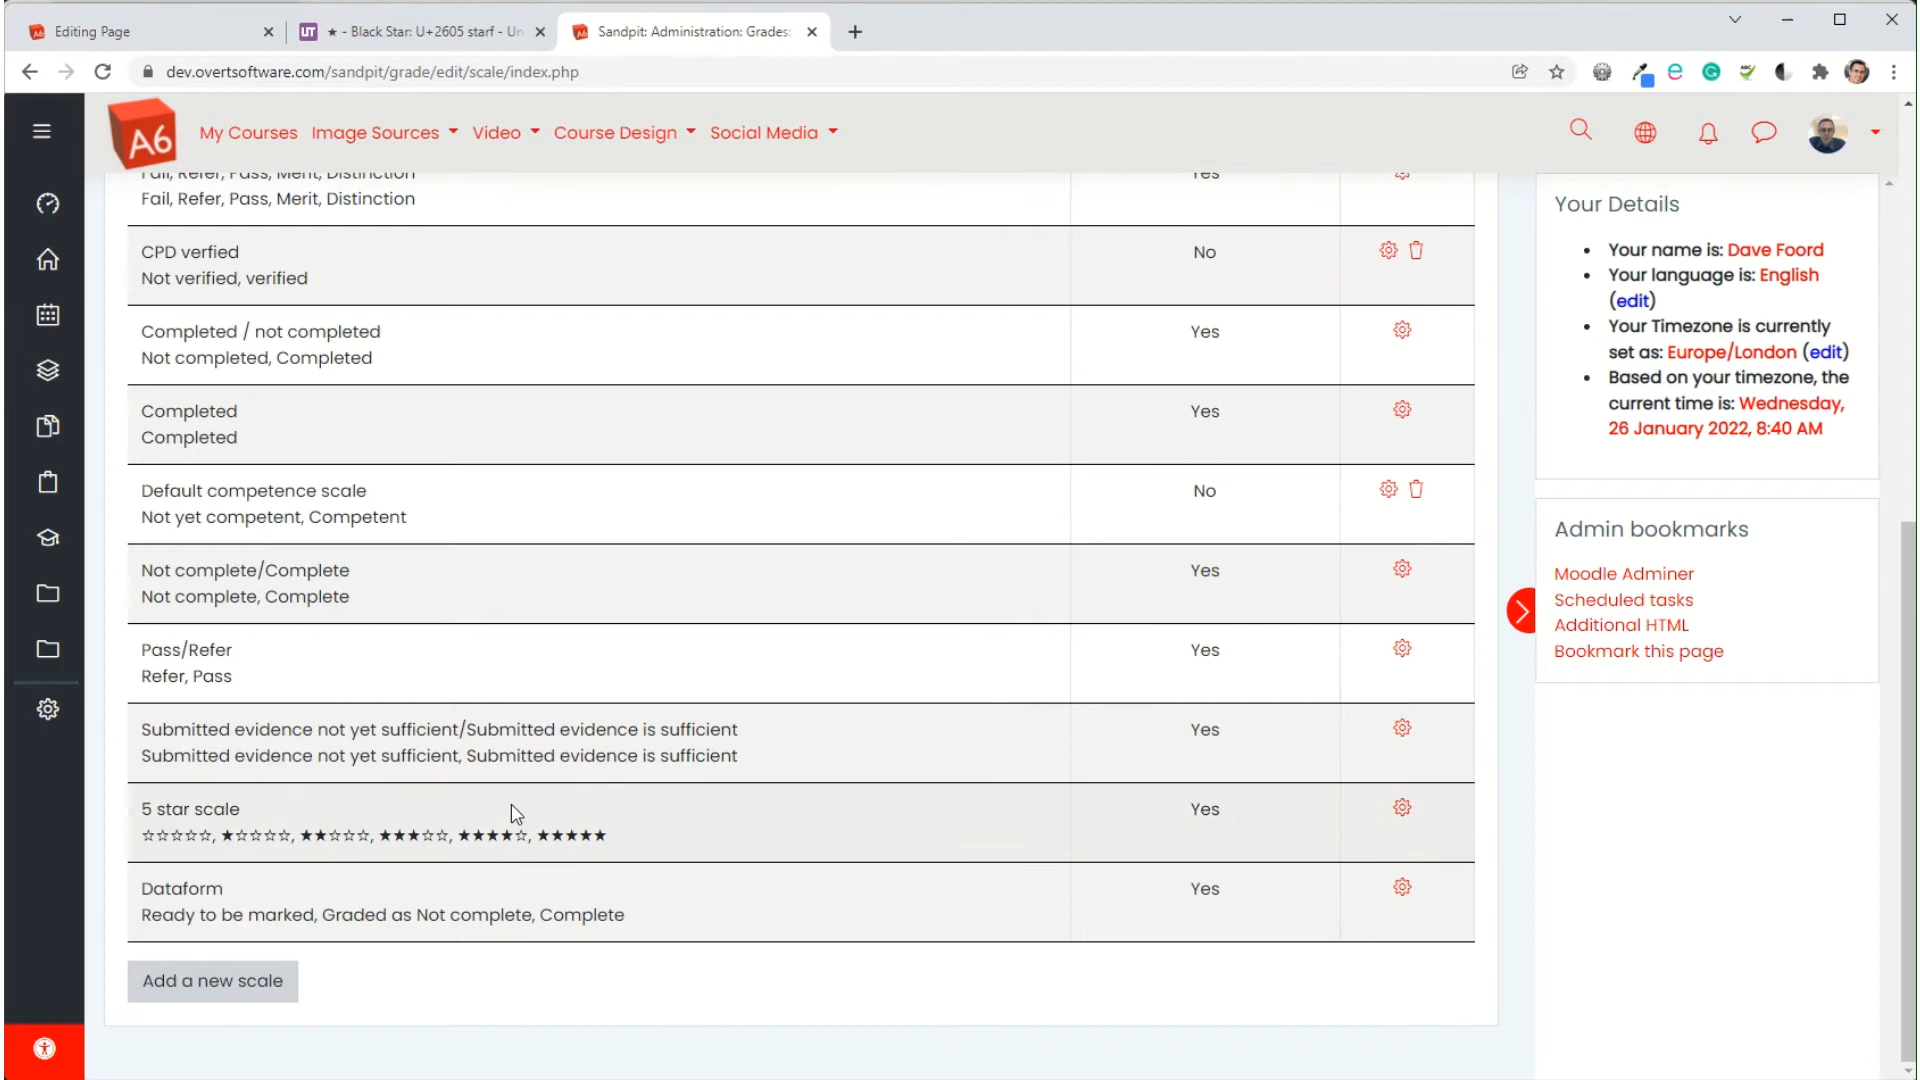 Editing Page
UT
★ - Black Star: U+2605 starf - Un
Sandpit: Administration: Grades:
dev.overtsoftware.com/sandpit/grade/edit/scale/index.php
A6
My Courses
Image Sources
Video
Course Design
Social Media
Fail, Refer, Pass, Merit, Distinction
Yes
Fail, Refer, Pass, Merit, Distinction
CPD verfied
No
Not verified, verified
Completed / not completed
Yes
Not completed, Completed
Completed
Yes
Completed
Default competence scale
No
Not yet competent, Competent
Not complete/Complete
Yes
Not complete, Complete
Pass/Refer
Yes
Refer, Pass
Submitted evidence not yet sufficient/Submitted evidence is sufficient
Yes
Submitted evidence not yet sufficient, Submitted evidence is sufficient
5 star scale
Yes
☆☆☆☆☆, ★☆☆☆☆, ★★☆☆☆, ★★★☆☆, ★★★★☆, ★★★★★
Dataform
Yes
Ready to be marked, Graded as Not complete, Complete
Add a new scale
Your Details
• Your name is: Dave Foord
• Your language is: English
(edit)
• Your Timezone is currently
set as: Europe/London (edit)
• Based on your timezone, the
current time is: Wednesday,
26 January 2022, 8:40 AM
Admin bookmarks
Moodle Adminer
Scheduled tasks
Additional HTML
Bookmark this page